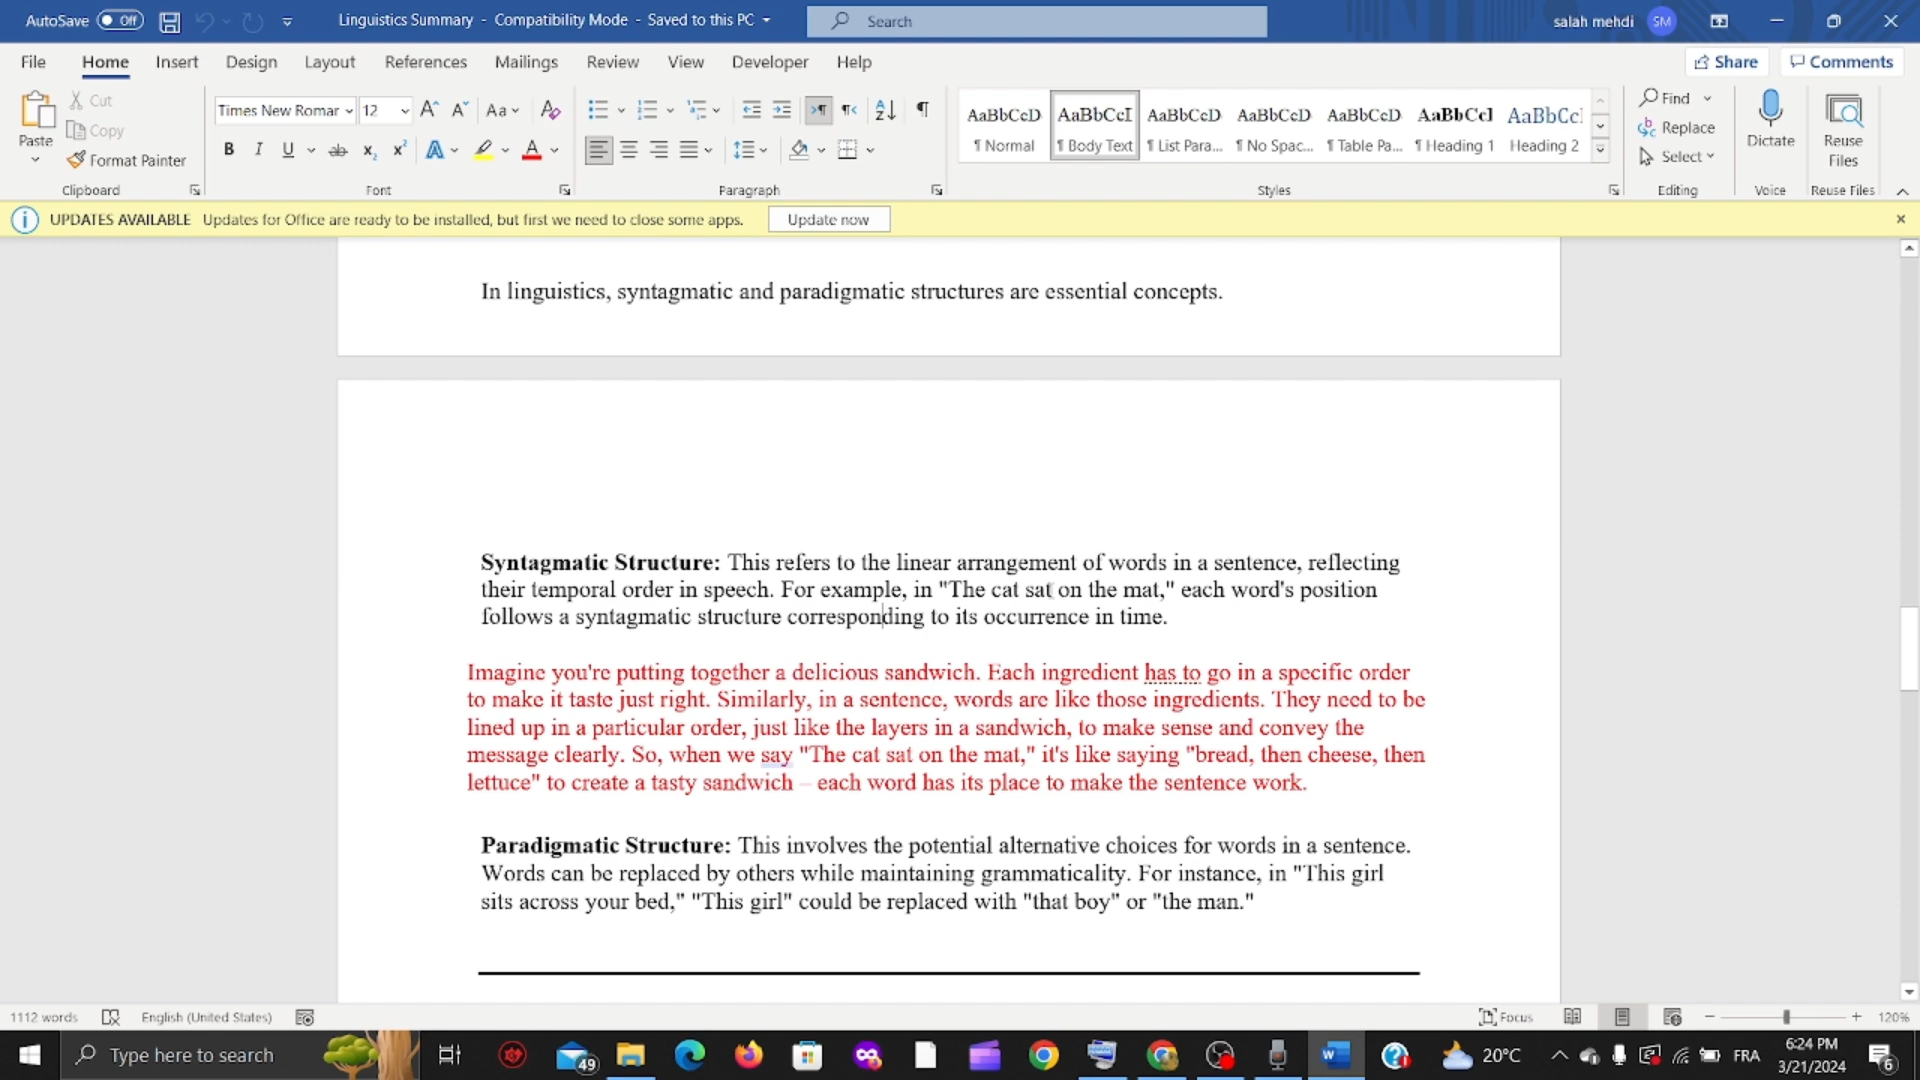 AutoSave Off Linguistics Summary - Compatibility Mode - Saved to this PC Search salah mehdi SM
File Home Insert Design Layout References Mailings Review View Developer Help Share Comments
Paste Cut Copy Format Painter Clipboard
Times New Romar 12 Aa Font
B I U ab x₂ x² A A
Paragraph
AaBbCcD AaBbCcI AaBbCcD AaBbCcD AaBbCcD AaBbCcI AaBbCcl
¶ Normal ¶ Body Text ¶ List Para... ¶ No Spac... ¶ Table Pa... ¶ Heading 1 Heading 2
Styles
Find Replace Select Editing
Dictate Voice
Reuse Files Reuse Files
UPDATES AVAILABLE Updates for Office are ready to be installed, but first we need to close some apps. Update now
In linguistics, syntagmatic and paradigmatic structures are essential concepts.
Syntagmatic Structure: This refers to the linear arrangement of words in a sentence, reflecting
their temporal order in speech. For example, in "The cat sat on the mat," each word's position
follows a syntagmatic structure corresponding to its occurrence in time.
Imagine you're putting together a delicious sandwich. Each ingredient has to go in a specific order
to make it taste just right. Similarly, in a sentence, words are like those ingredients. They need to be
lined up in a particular order, just like the layers in a sandwich, to make sense and convey the
message clearly. So, when we say "The cat sat on the mat," it's like saying "bread, then cheese, then
lettuce" to create a tasty sandwich – each word has its place to make the sentence work.
Paradigmatic Structure: This involves the potential alternative choices for words in a sentence.
Words can be replaced by others while maintaining grammaticality. For instance, in "This girl
sits across your bed," "This girl" could be replaced with "that boy" or "the man."
1112 words English (United States) Focus 120%
Type here to search 49 20°C FRA 6:24 PM 6
3/21/2024